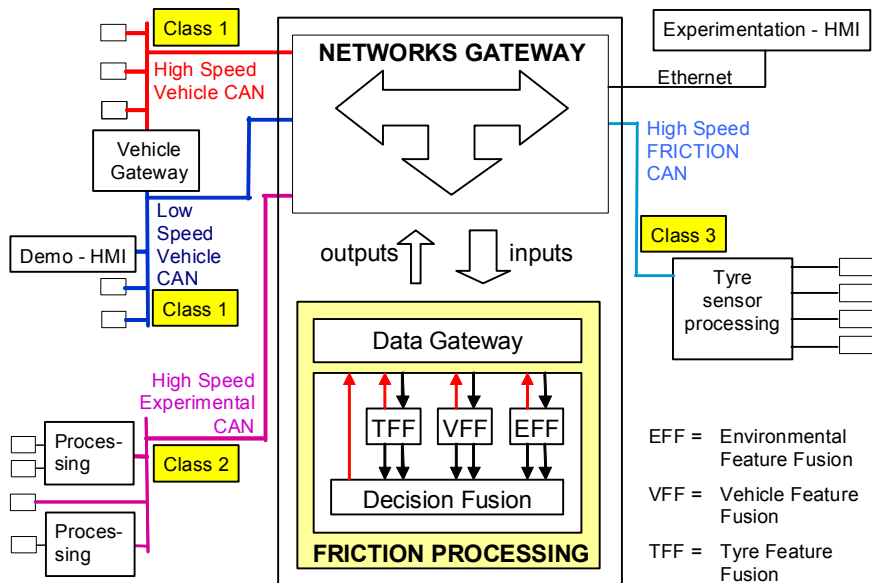 Class 1
High Speed
Vehicle CAN
Vehicle
Gateway
Low
Speed
Vehicle
CAN
Demo - HMI
Class 1
High Speed
Experimental
CAN
Proces-
sing
Class 2
Proces-
sing
NETWORKS GATEWAY
outputs
inputs
Data Gateway
TFF
VFF
EFF
Decision Fusion
FRICTION PROCESSING
Experimentation - HMI
Ethernet
High Speed
FRICTION
CAN
Class 3
Tyre
sensor
processing
EFF = Environmental
Feature Fusion
VFF = Vehicle Feature
Fusion
TFF = Tyre Feature
Fusion